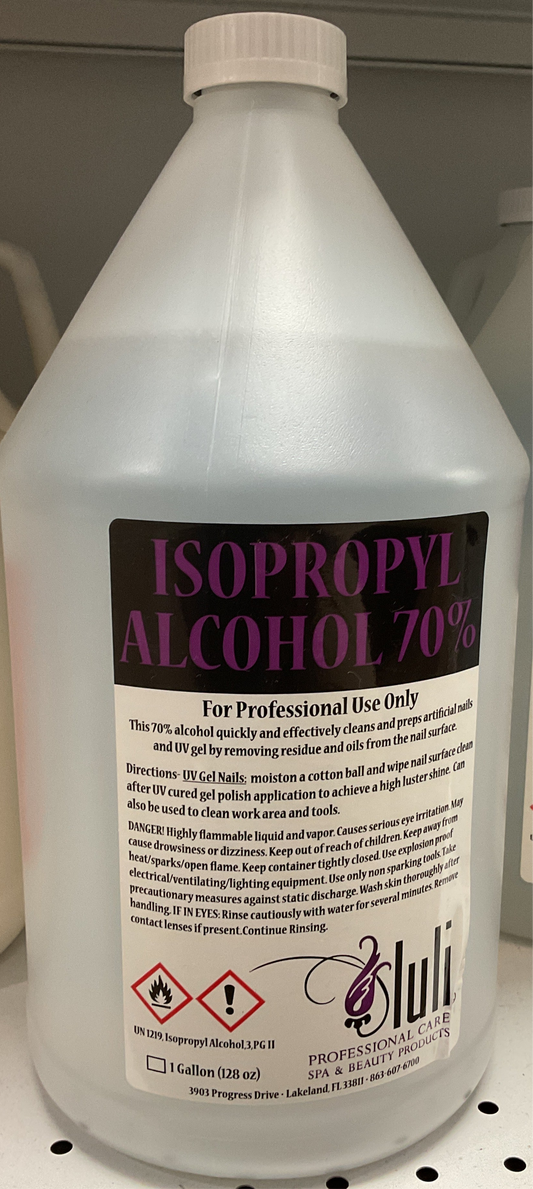 ISOPROPYL
ALCOHOL 70%
For Professional Use Only
This 70% alcohol quickly and effectively cleans and preps artificial nails
and UV gel by removing residue and oils from the nail surface.
Directions- UV Gel Nails: moiston a cotton ball and wipe nail surface clean
after UV cured gel polish application to achieve a high luster shine. Can
also be used to clean work area and tools.
DANGER! Highly flammable liquid and vapor. Causes serious eye irritation. May
cause drowsiness or dizziness. Keep out of reach of children. Keep away from
heat/sparks/open flame. Keep container tightly closed. Use explosion proof
electrical/ventilating/lighting equipment. Use only non sparking tools. Take
precautionary measures against static discharge. Wash skin thoroughly after
handling. IF IN EYES: Rinse cautiously with water for several minutes. Remove
contact lenses if present.Continue Rinsing.
luli
UN 1219, Isopropyl Alcohol,3,PG II
PROFESSIONAL CARE
SPA & BEAUTY PRODUCTS
1 Gallon (128 oz)
3903 Progress Drive · Lakeland, FL 33811 · 863-607-6700